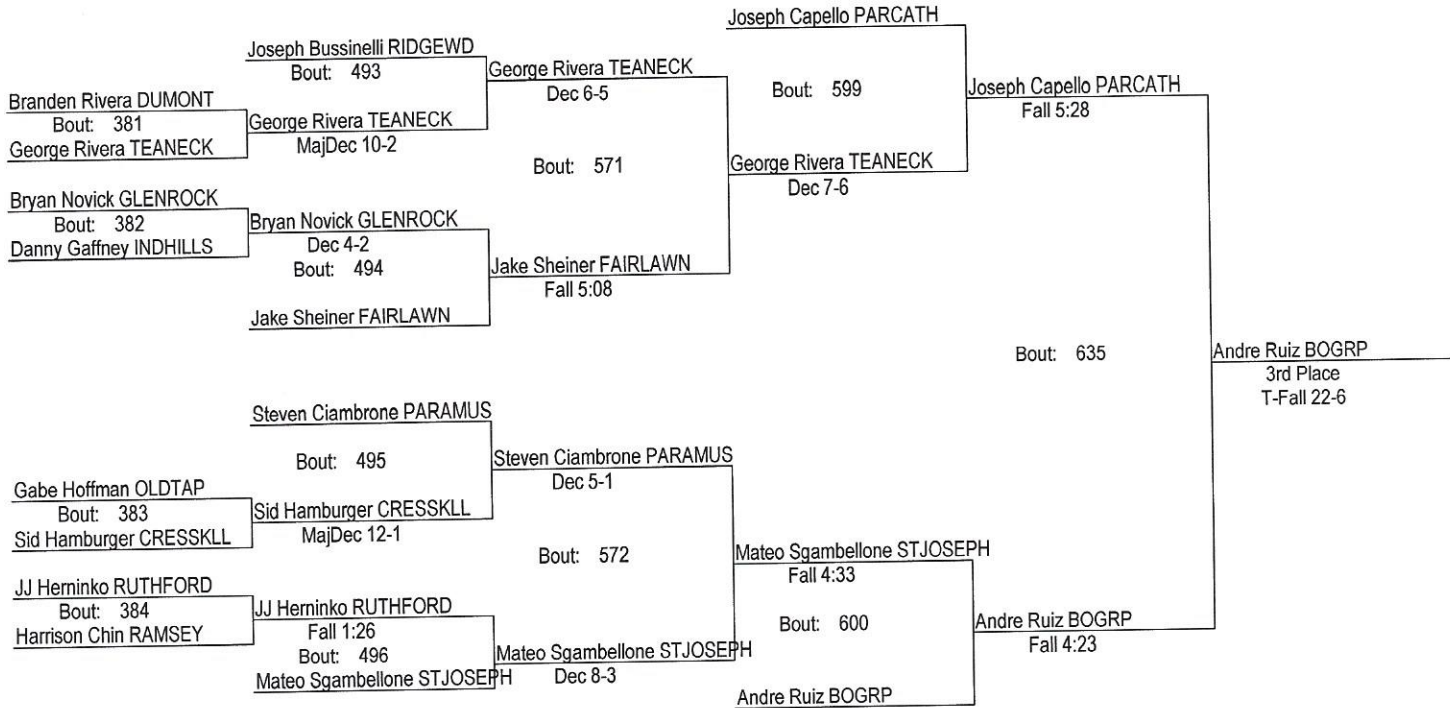 Joseph Capello PARCATH
Joseph Bussinelli RIDGEWD
Bout: 493
George Rivera TEANECK
Dec 6-5
Bout: 599
Joseph Capello PARCATH
Fall 5:28
Branden Rivera DUMONT
Bout: 381
George Rivera TEANECK
George Rivera TEANECK
MajDec 10-2
Bout: 571
George Rivera TEANECK
Dec 7-6
Bryan Novick GLENROCK
Bout: 382
Danny Gaffney INDHILLS
Bryan Novick GLENROCK
Dec 4-2
Bout: 494
Jake Sheiner FAIRLAWN
Fall 5:08
Jake Sheiner FAIRLAWN
Bout: 635
Andre Ruiz BOGRP
3rd Place
T-Fall 22-6
Steven Ciambrone PARAMUS
Bout: 495
Steven Ciambrone PARAMUS
Dec 5-1
Gabe Hoffman OLDTAP
Bout: 383
Sid Hamburger CRESSKLL
Sid Hamburger CRESSKLL
MajDec 12-1
Bout: 572
Mateo Sgambellone STJOSEPH
Fall 4:33
JJ Herninko RUTHFORD
Bout: 384
Harrison Chin RAMSEY
JJ Herninko RUTHFORD
Fall 1:26
Bout: 496
Mateo Sgambellone STJOSEPH
Mateo Sgambellone STJOSEPH
Dec 8-3
Bout: 600
Andre Ruiz BOGRP
Fall 4:23
Andre Ruiz BOGRP